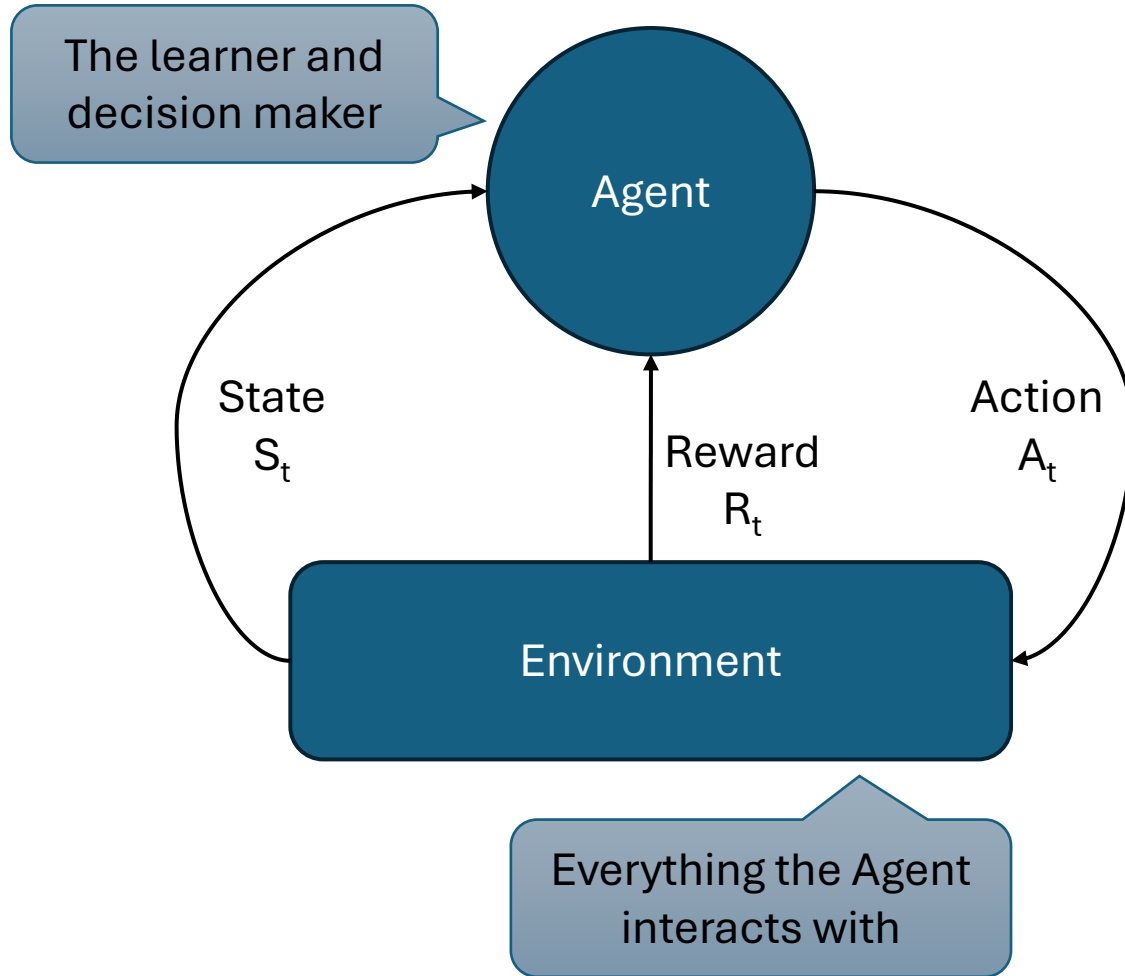 The learner and
decision maker
Agent
State
Sₜ
Reward
Rₜ
Action
Aₜ
Environment
Everything the Agent
interacts with